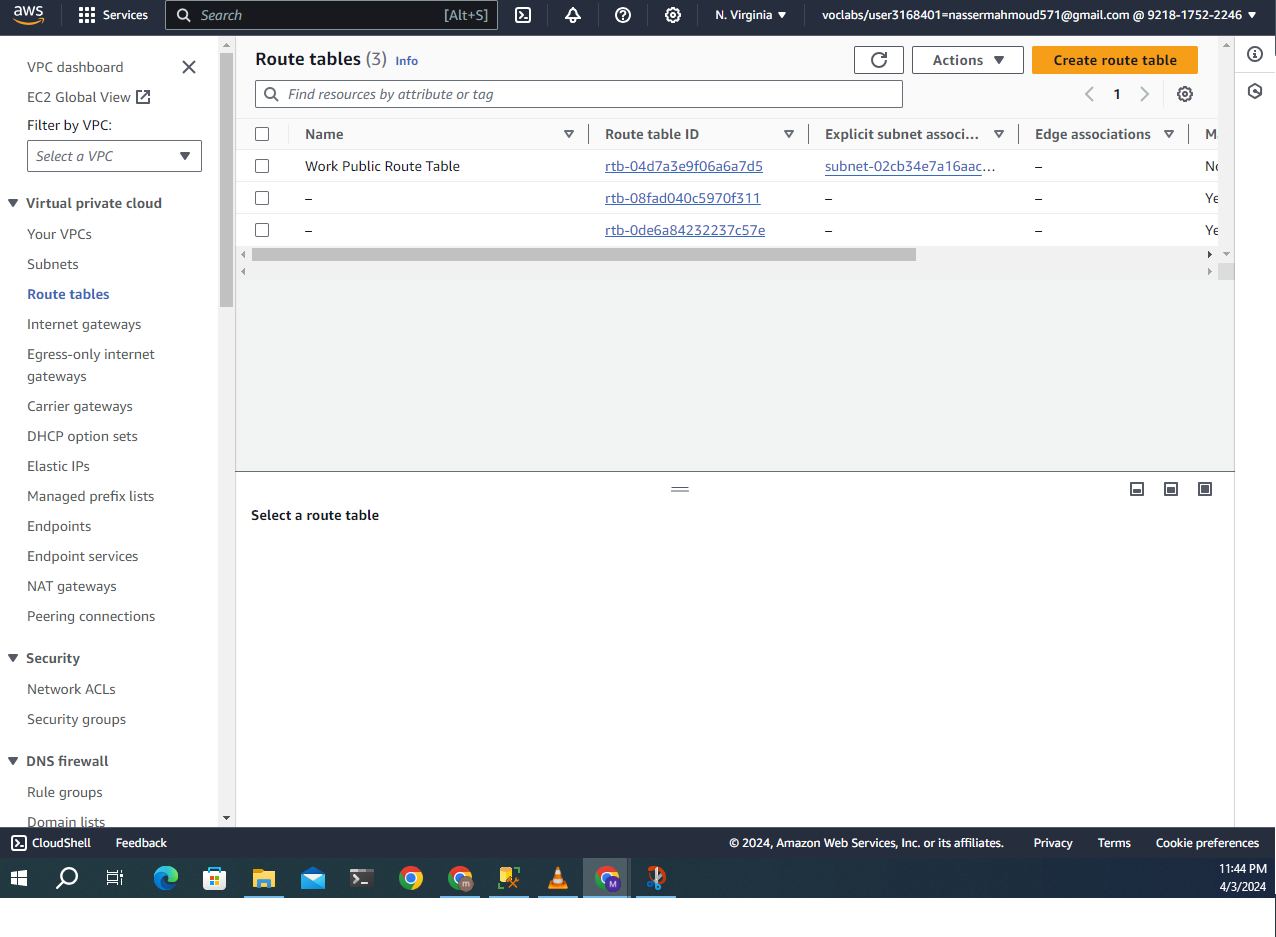 aws
Services
Search [Alt+S]
N. Virginia
voclabs/user3168401=nassermahmoud571@gmail.com @ 9218-1752-2246
VPC dashboard
EC2 Global View
Filter by VPC:
Select a VPC
Virtual private cloud
Your VPCs
Subnets
Route tables
Internet gateways
Egress-only internet
gateways
Carrier gateways
DHCP option sets
Elastic IPs
Managed prefix lists
Endpoints
Endpoint services
NAT gateways
Peering connections
Security
Network ACLs
Security groups
DNS firewall
Rule groups
Domain lists
Route tables (3) Info
Actions
Create route table
Find resources by attribute or tag
1
Name Route table ID Explicit subnet associ... Edge associations M
Work Public Route Table rtb-04d7a3e9f06a6a7d5 subnet-02cb34e7a16aac... – No
– rtb-08fad040c5970f311 – – Ye
– rtb-0de6a84232237c57e – – Ye
Select a route table
CloudShell Feedback © 2024, Amazon Web Services, Inc. or its affiliates. Privacy Terms Cookie preferences
11:44 PM
4/3/2024